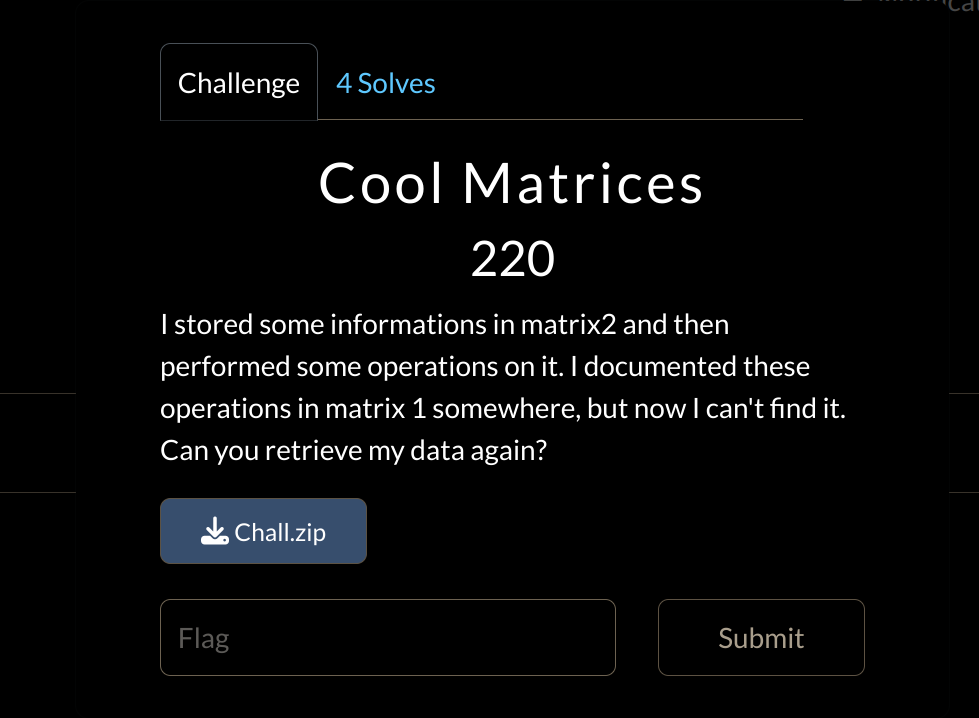 Challenge
4 Solves
Cool Matrices
220
I stored some informations in matrix2 and then
performed some operations on it. I documented these
operations in matrix 1 somewhere, but now I can't find it.
Can you retrieve my data again?
Chall.zip
Flag
Submit